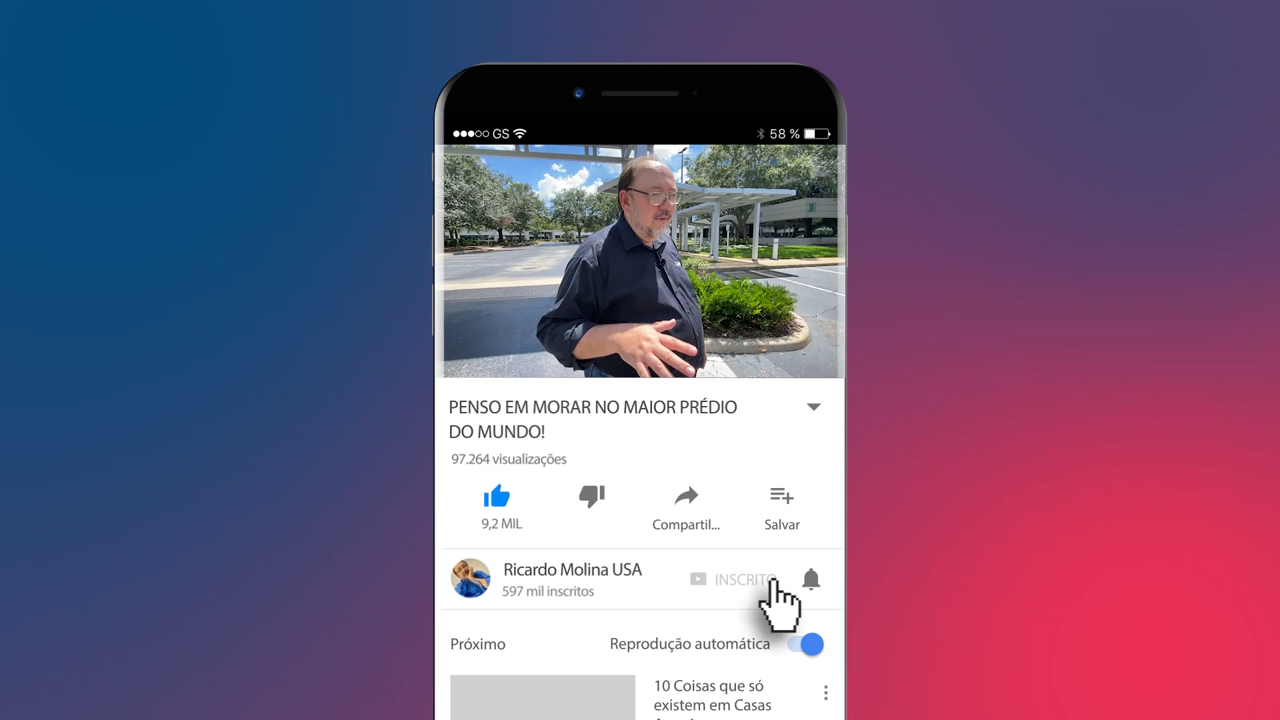 GS 58 %
PENSO EM MORAR NO MAIOR PRÉDIO
DO MUNDO!
97.264 visualizações
9,2 MIL Compartil... Salvar
Ricardo Molina USA
597 mil inscritos
INSCRITO
Próximo Reprodução automática
10 Coisas que só
existem em Casas